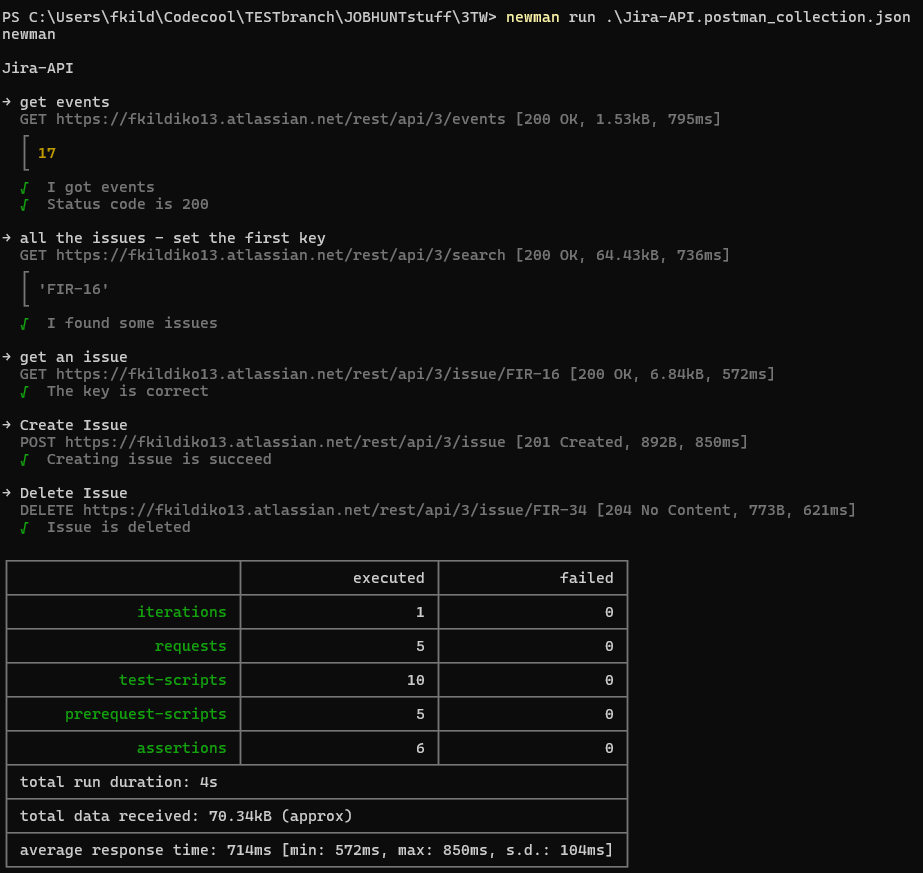 PS C:\Users\fkild\Codecool\TESTbranch\JOBHUNTstuff\3TW> newman run .\Jira-API.postman_collection.json
newman
Jira-API
→ get events
GET https://fkildiko13.atlassian.net/rest/api/3/events [200 OK, 1.53kB, 795ms]
17
√ I got events
√ Status code is 200
→ all the issues - set the first key
GET https://fkildiko13.atlassian.net/rest/api/3/search [200 OK, 64.43kB, 736ms]
'FIR-16'
√ I found some issues
→ get an issue
GET https://fkildiko13.atlassian.net/rest/api/3/issue/FIR-16 [200 OK, 6.84kB, 572ms]
√ The key is correct
→ Create Issue
POST https://fkildiko13.atlassian.net/rest/api/3/issue [201 Created, 892B, 850ms]
√ Creating issue is succeed
→ Delete Issue
DELETE https://fkildiko13.atlassian.net/rest/api/3/issue/FIR-34 [204 No Content, 773B, 621ms]
√ Issue is deleted
executed failed
iterations 1 0
requests 5 0
test-scripts 10 0
prerequest-scripts 5 0
assertions 6 0
total run duration: 4s
total data received: 70.34kB (approx)
average response time: 714ms [min: 572ms, max: 850ms, s.d.: 104ms]